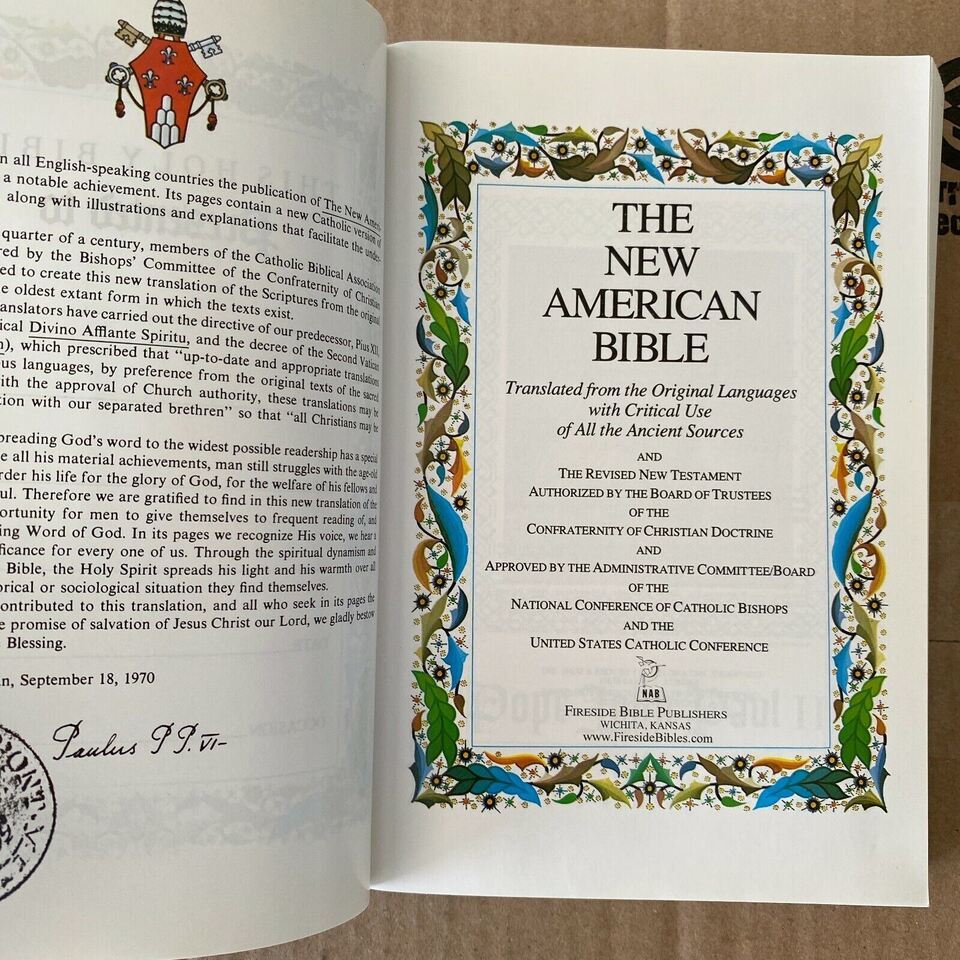 n all English-speaking countries the publication of The New Ameri-
a notable achievement. Its pages contain a new Catholic version of
along with illustrations and explanations that facilitate the under-
quarter of a century, members of the Catholic Biblical Association
red by the Bishops' Committee of the Confraternity of Christian
ed to create this new translation of the Scriptures from the original
e oldest extant form in which the texts exist.
anslators have carried out the directive of our predecessor, Pius XII,
ical Divino Afflante Spiritu, and the decree of the Second Vatican
), which prescribed that "up-to-date and appropriate translations
us languages, by preference from the original texts of the sacred
with the approval of Church authority, these translations may be
tion with our separated brethren" so that "all Christians may be
preading God's word to the widest possible readership has a special
e all his material achievements, man still struggles with the age-old
rder his life for the glory of God, for the welfare of his fellows and
ul. Therefore we are gratified to find in this new translation of the
portunity for men to give themselves to frequent reading of, and
ing Word of God. In its pages we recognize His voice, we hear a
ficance for every one of us. Through the spiritual dynamism and
Bible, the Holy Spirit spreads his light and his warmth over all
orical or sociological situation they find themselves.
contributed to this translation, and all who seek in its pages the
e promise of salvation of Jesus Christ our Lord, we gladly bestow
Blessing.
n, September 18, 1970
Paulus PP. VI-
THE
NEW
AMERICAN
BIBLE
Translated from the Original Languages
with Critical Use
of All the Ancient Sources
AND
THE REVISED NEW TESTAMENT
AUTHORIZED BY THE BOARD OF TRUSTEES
OF THE
CONFRATERNITY OF CHRISTIAN DOCTRINE
AND
APPROVED BY THE ADMINISTRATIVE COMMITTEE/BOARD
OF THE
NATIONAL CONFERENCE OF CATHOLIC BISHOPS
AND THE
UNITED STATES CATHOLIC CONFERENCE
NAB
FIRESIDE BIBLE PUBLISHERS
WICHITA, KANSAS
www.FiresideBibles.com